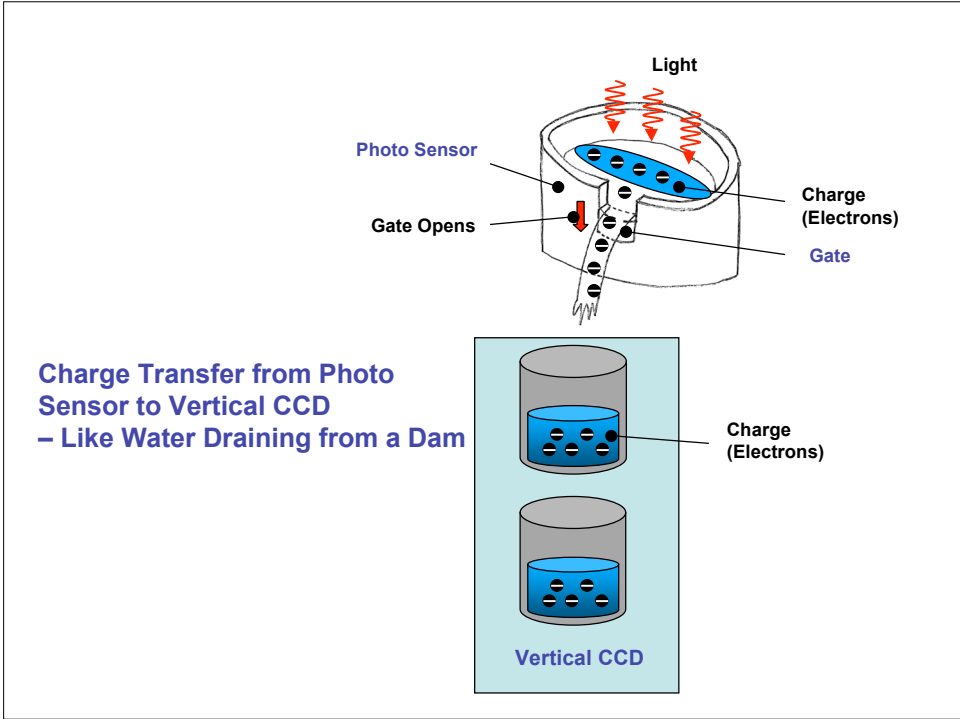 Light
Photo Sensor
Charge
(Electrons)
Gate Opens
Gate
Charge Transfer from Photo
Sensor to Vertical CCD
– Like Water Draining from a Dam
Charge
(Electrons)
Vertical CCD